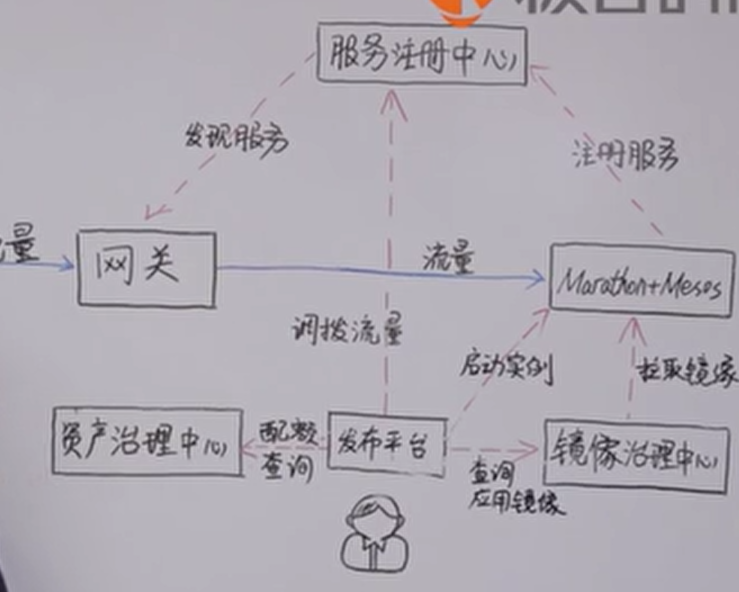 服务注册中心
发现服务
注册服务
流量
网关
流量
Marathon+Mesos
调拨流量
启动实例
拉取镜像
资产治理中心
配额
查询
发布平台
查询
应用镜像
镜像治理中心